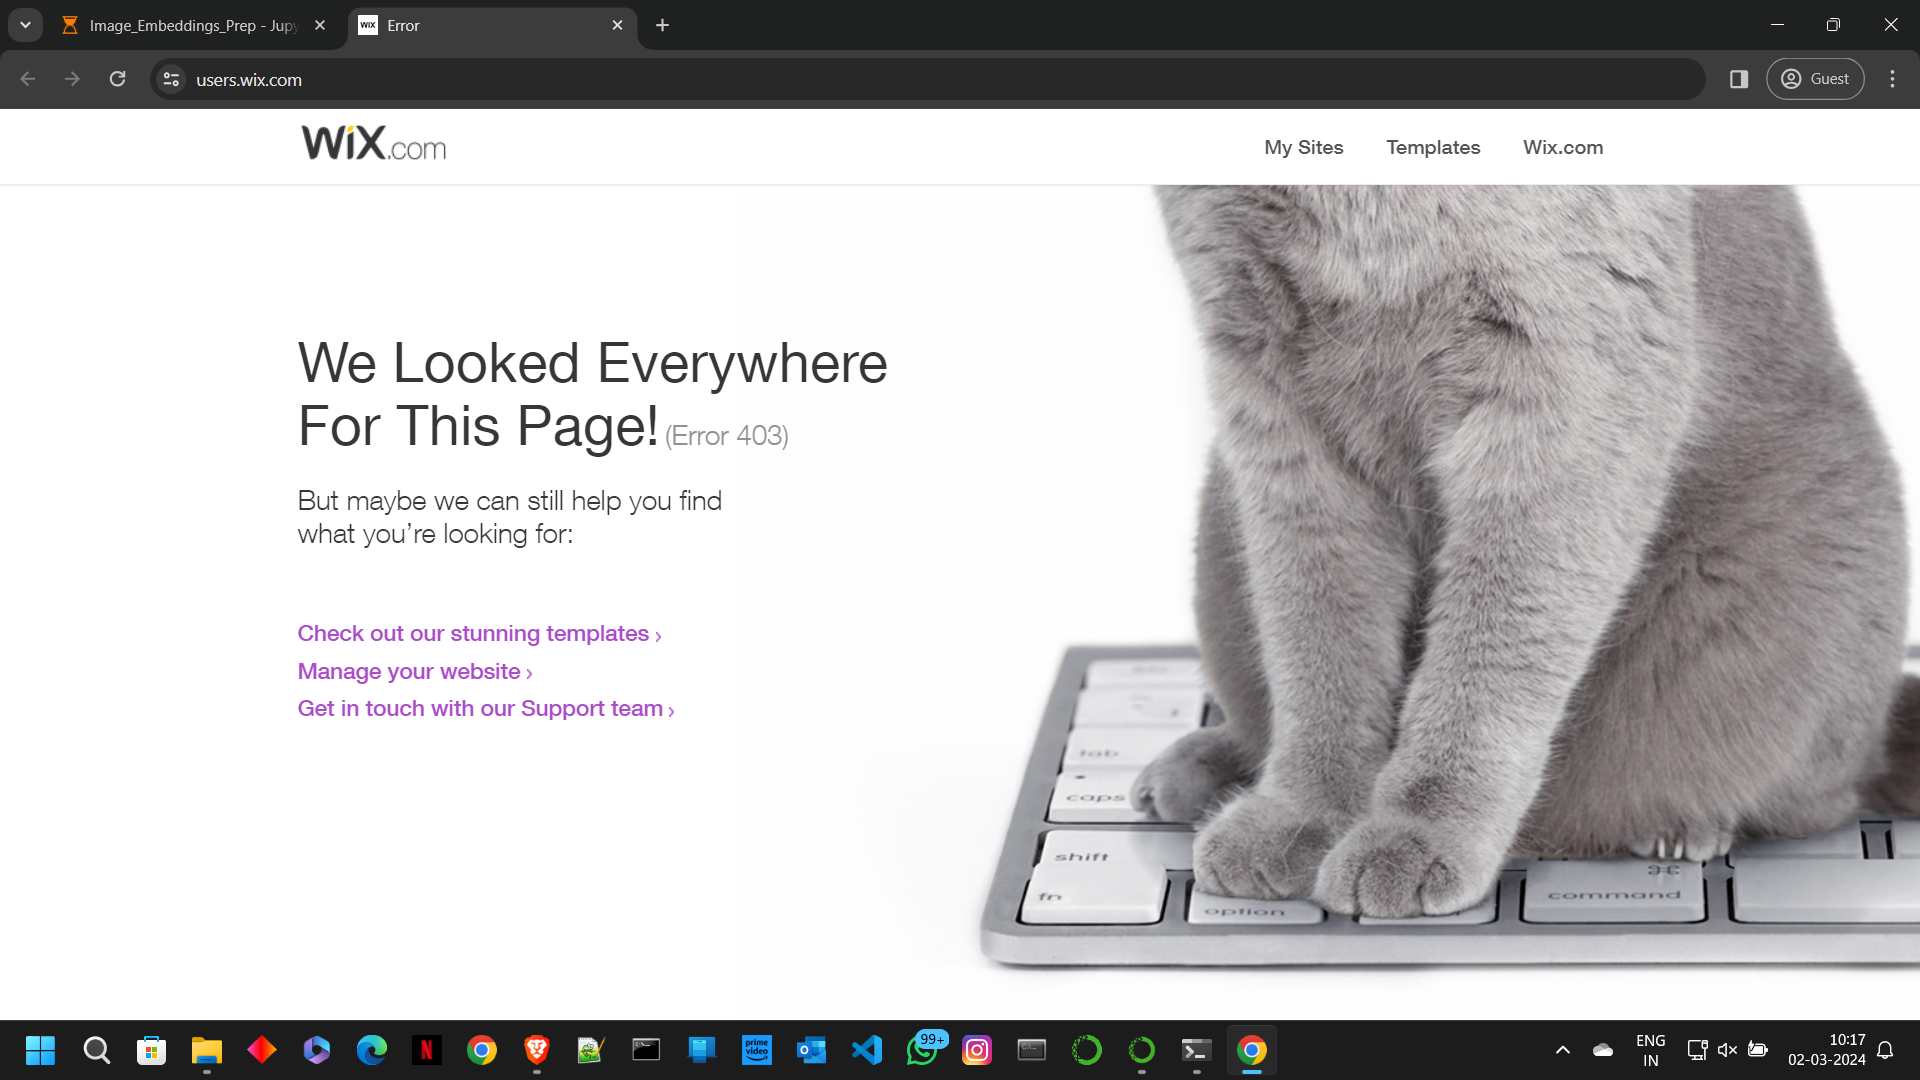 Image_Embeddings_Prep - Jupy
WiX
Error
users.wix.com
Guest
WiX.com
My Sites
Templates
Wix.com
We Looked Everywhere
For This Page! (Error 403)
But maybe we can still help you find
what you’re looking for:
Check out our stunning templates ›
Manage your website ›
Get in touch with our Support team ›
tab
caps
shift
fn
option
command
N
prime
video
99+
ENG
IN
10:17
02-03-2024